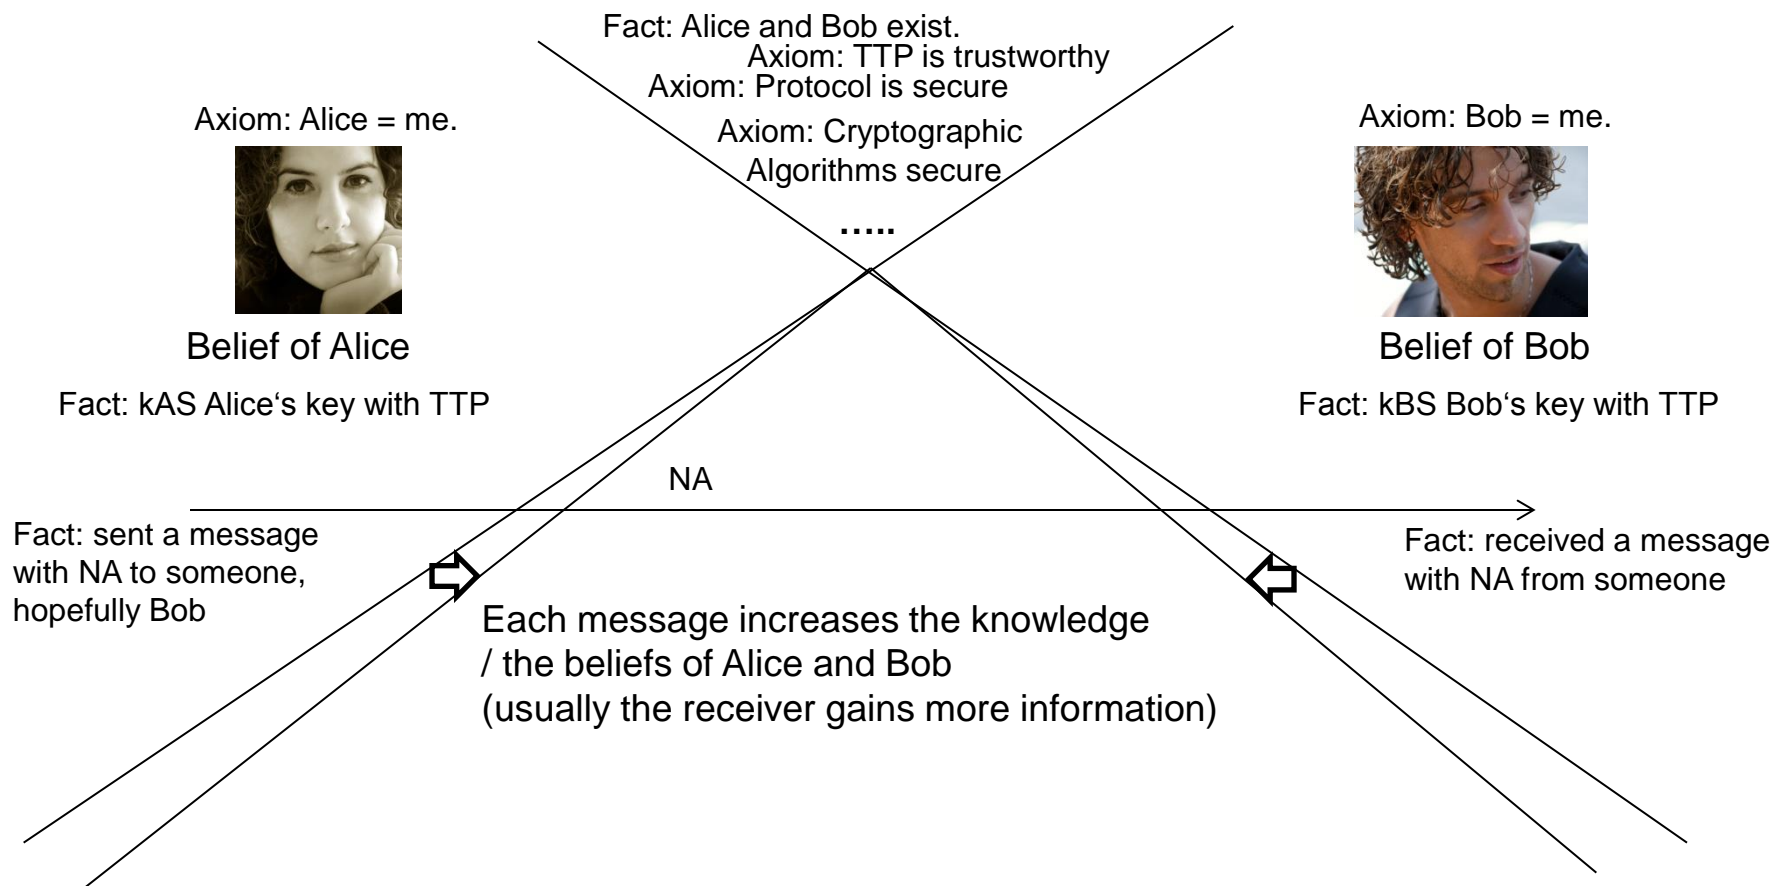 Fact: Alice and Bob exist.
Axiom: TTP is trustworthy
Axiom: Protocol is secure
Axiom: Alice = me.
Axiom: Cryptographic
Algorithms secure
Axiom: Bob = me.
…..
Belief of Alice
Belief of Bob
Fact: kAS Alice‘s key with TTP
Fact: kBS Bob‘s key with TTP
NA
Fact: sent a message
with NA to someone,
hopefully Bob
Fact: received a message
with NA from someone
Each message increases the knowledge
/ the beliefs of Alice and Bob
(usually the receiver gains more information)